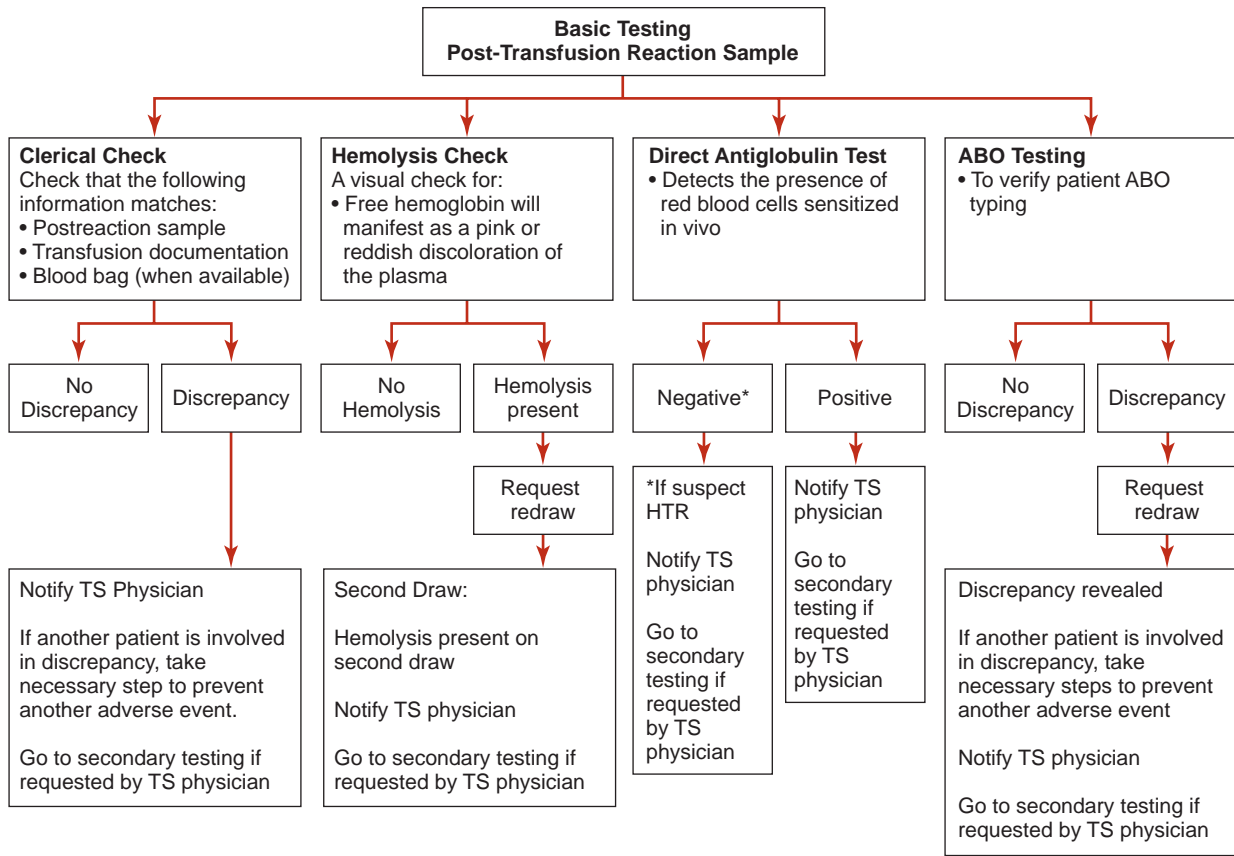 Basic Testing
Post-Transfusion Reaction Sample
Clerical Check
Check that the following
information matches:
• Postreaction sample
• Transfusion documentation
• Blood bag (when available)
Hemolysis Check
A visual check for:
• Free hemoglobin will
manifest as a pink or
reddish discoloration of
the plasma
Direct Antiglobulin Test
• Detects the presence of
red blood cells sensitized
in vivo
ABO Testing
• To verify patient ABO
typing
No
Discrepancy
Discrepancy
No
Hemolysis
Hemolysis
present
Negative*
Positive
No
Discrepancy
Discrepancy
Request
redraw
*If suspect
HTR
Notify TS
physician
Go to
secondary
testing if
requested
by TS
physician
Notify TS
physician
Go to
secondary
testing if
requested
by TS
physician
Request
redraw
Notify TS Physician
If another patient is involved
in discrepancy, take
necessary step to prevent
another adverse event.
Go to secondary testing if
requested by TS physician
Second Draw:
Hemolysis present on
second draw
Notify TS physician
Go to secondary testing if
requested by TS physician
Discrepancy revealed
If another patient is involved
in discrepancy, take
necessary steps to prevent
another adverse event
Notify TS physician
Go to secondary testing if
requested by TS physician